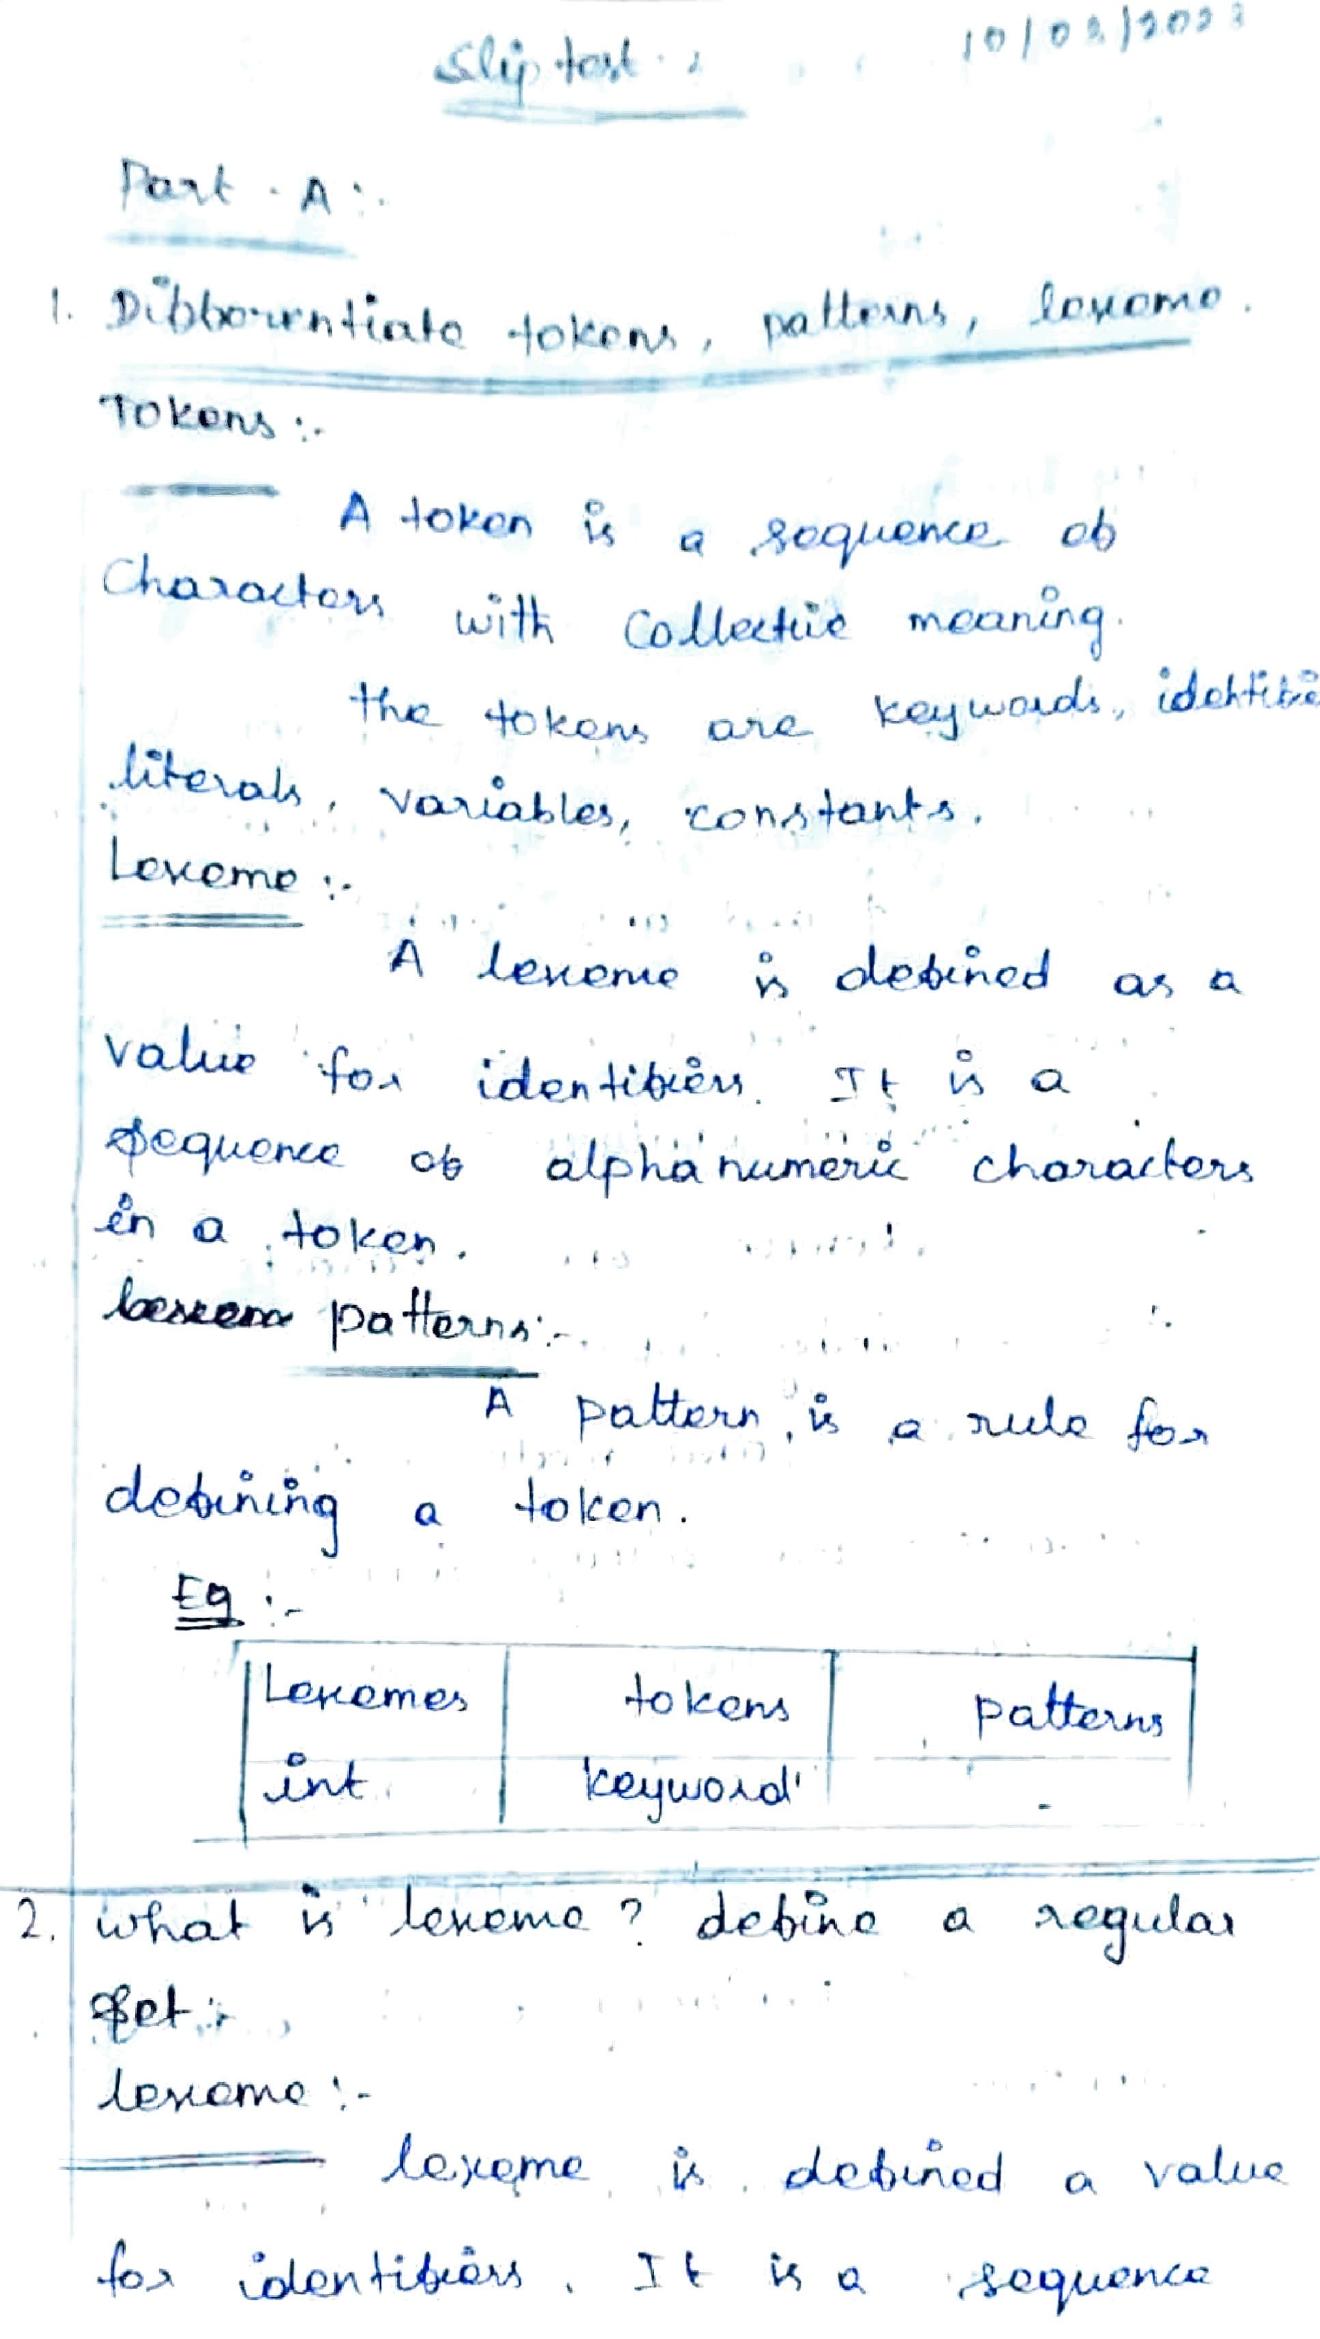 Slip test
10/03/2023
Part - A :-
1. Differentiate tokens, patterns, lexeme.
Tokens :-
A token is a sequence of
Characters with Collective meaning.
the tokens are keywords, identifie
literals, variables, constants.
Lexeme :-
A lexeme is defined as a
value for identifiers. It is a
sequence of alphanumeric characters
in a token.
patterns :-
A pattern is a rule for
defining a token.
Eg :-
Lexemes tokens patterns
int keyword -
2. what is lexeme? define a regular
set :-
lexeme :-
lexeme is defined a value
for identifiers. It is a sequence